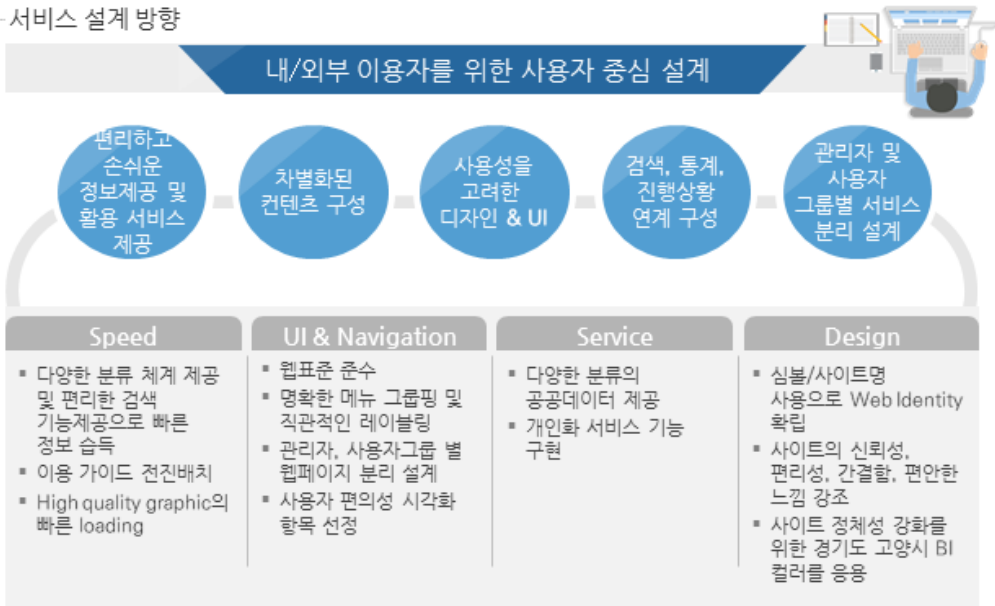 서비스 설계 방향
내/외부 이용자를 위한 사용자 중심 설계
편리하고
손쉬운
정보제공 및
활용 서비스
제공
차별화된
컨텐츠 구성
사용성을
고려한
디자인 & UI
검색, 통계,
진행상황
연계 구성
관리자 및
사용자
그룹별 서비스
분리 설계
Speed
▪ 다양한 분류 체계 제공
및 편리한 검색
기능제공으로 빠른
정보 습득
▪ 이용 가이드 전진배치
▪ High quality graphic의
빠른 loading
UI & Navigation
▪ 웹표준 준수
▪ 명확한 메뉴 그룹핑 및
직관적인 레이블링
▪ 관리자, 사용자그룹 별
웹페이지 분리 설계
▪ 사용자 편의성 시각화
항목 선정
Service
▪ 다양한 분류의
공공데이터 제공
▪ 개인화 서비스 기능
구현
Design
▪ 심볼/사이트명
사용으로 Web Identity
확립
▪ 사이트의 신뢰성,
편리성, 간결함, 편안한
느낌 강조
▪ 사이트 정체성 강화를
위한 경기도 고양시 BI
컬러를 응용